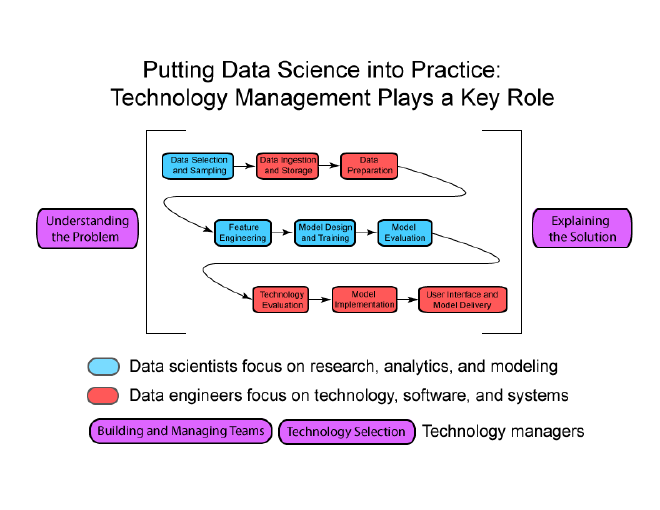 Putting Data Science into Practice:
Technology Management Plays a Key Role
Data Selection
and Sampling
Data Ingestion
and Storage
Data
Preparation
Understanding
the Problem
Feature
Engineering
Model Design
and Training
Model
Evaluation
Explaining
the Solution
Technology
Evaluation
Model
Implementation
User Interface and
Model Delivery
Data scientists focus on research, analytics, and modeling
Data engineers focus on technology, software, and systems
Building and Managing Teams
Technology Selection
Technology managers